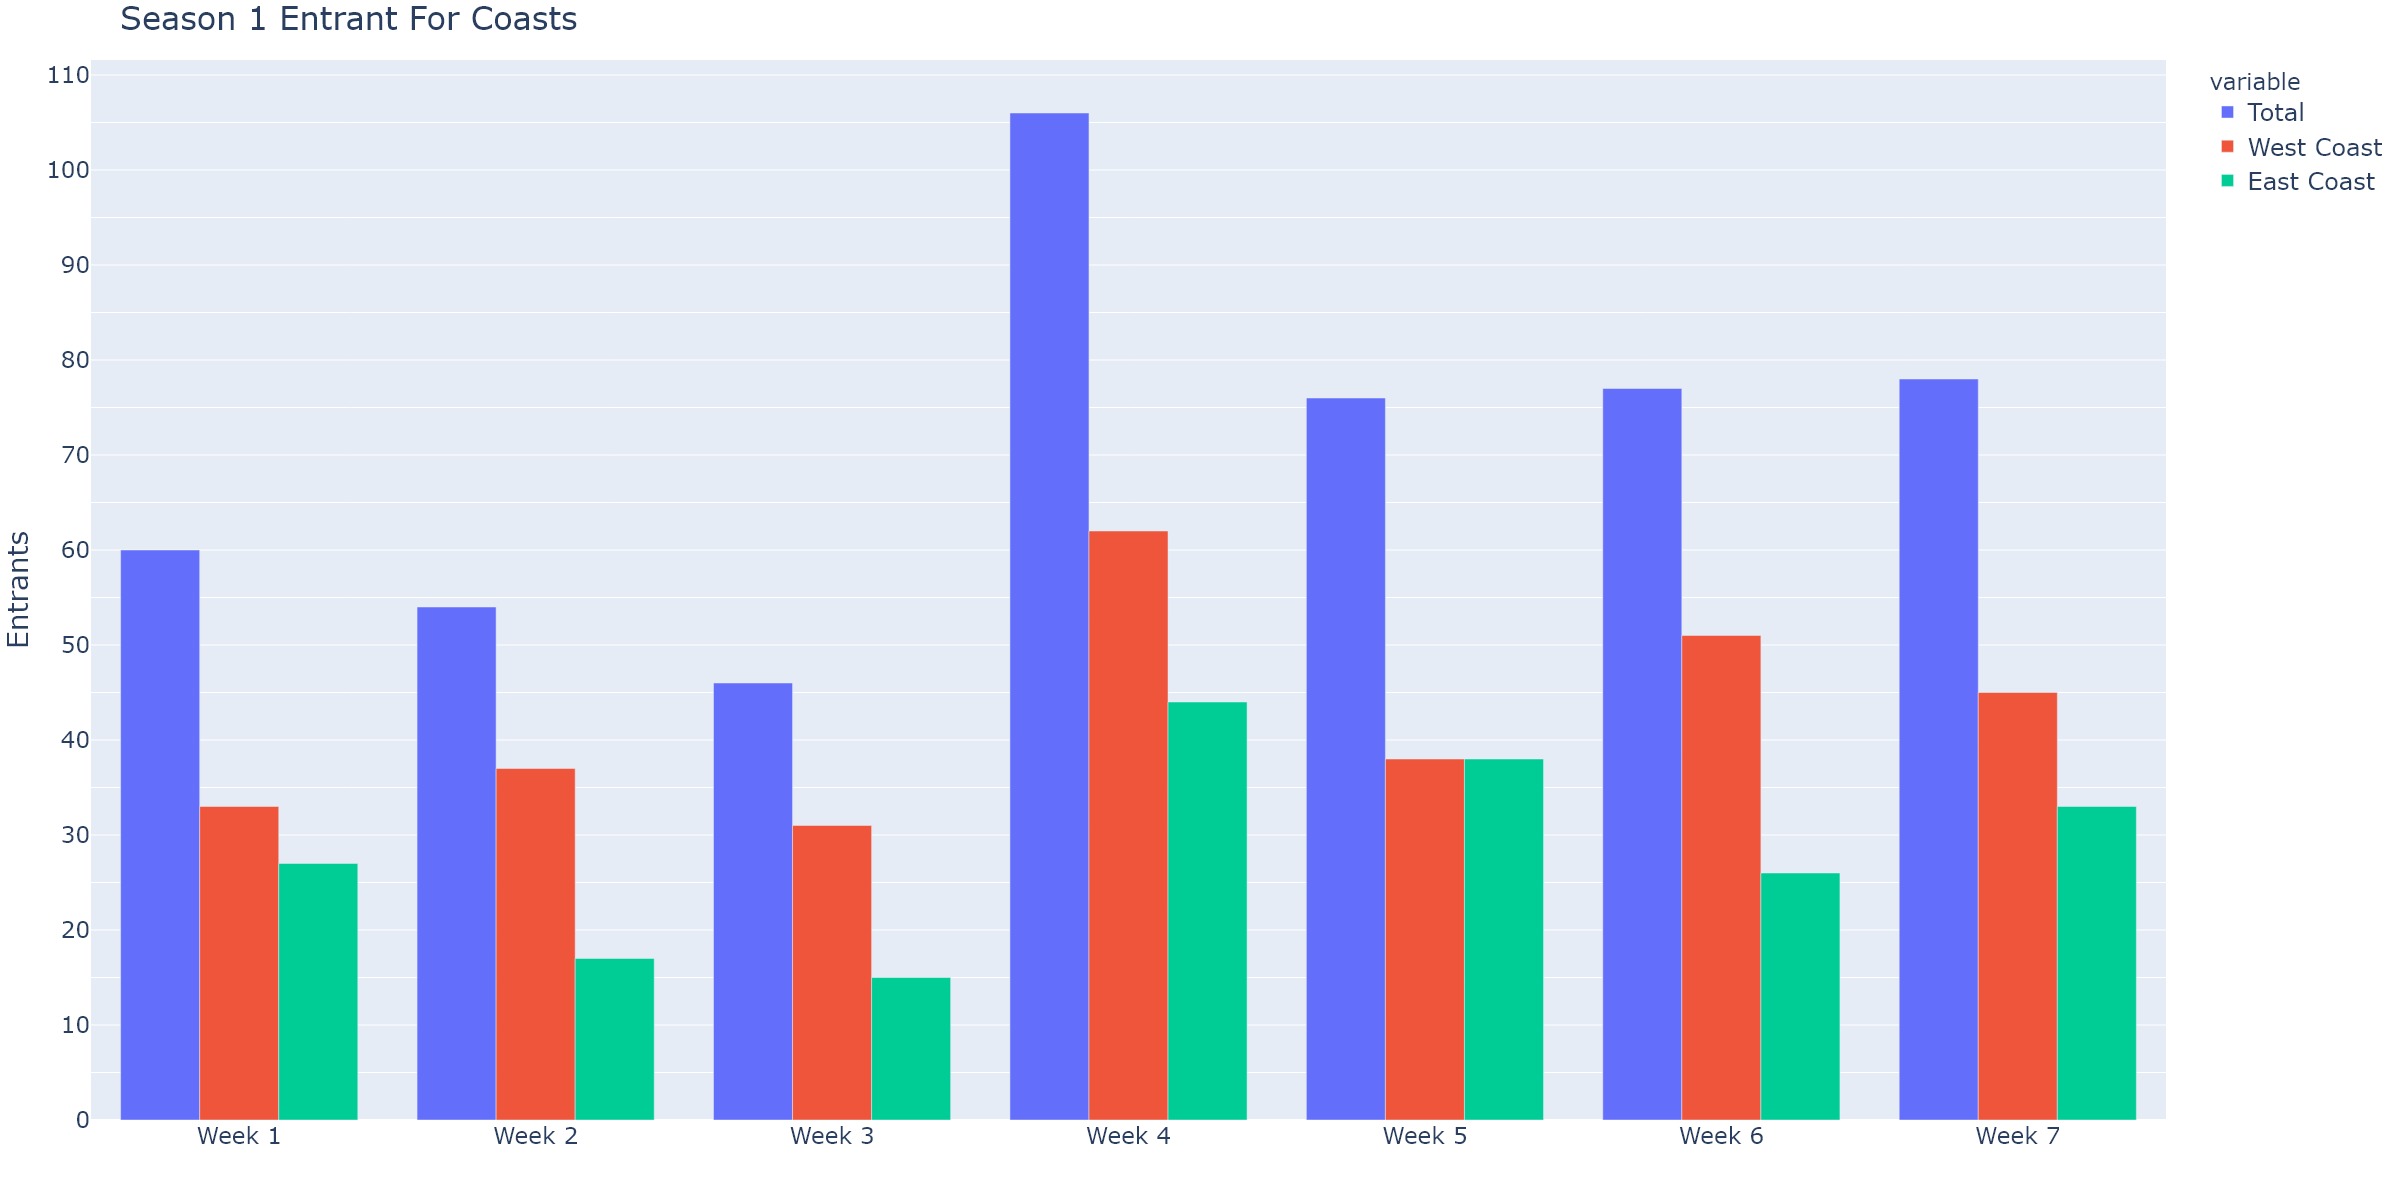 Season 1 Entrant For Coasts
variable
Total
West Coast
East Coast
Entrants
110
100
90
80
70
60
50
40
30
20
10
0
Week 1
Week 2
Week 3
Week 4
Week 5
Week 6
Week 7